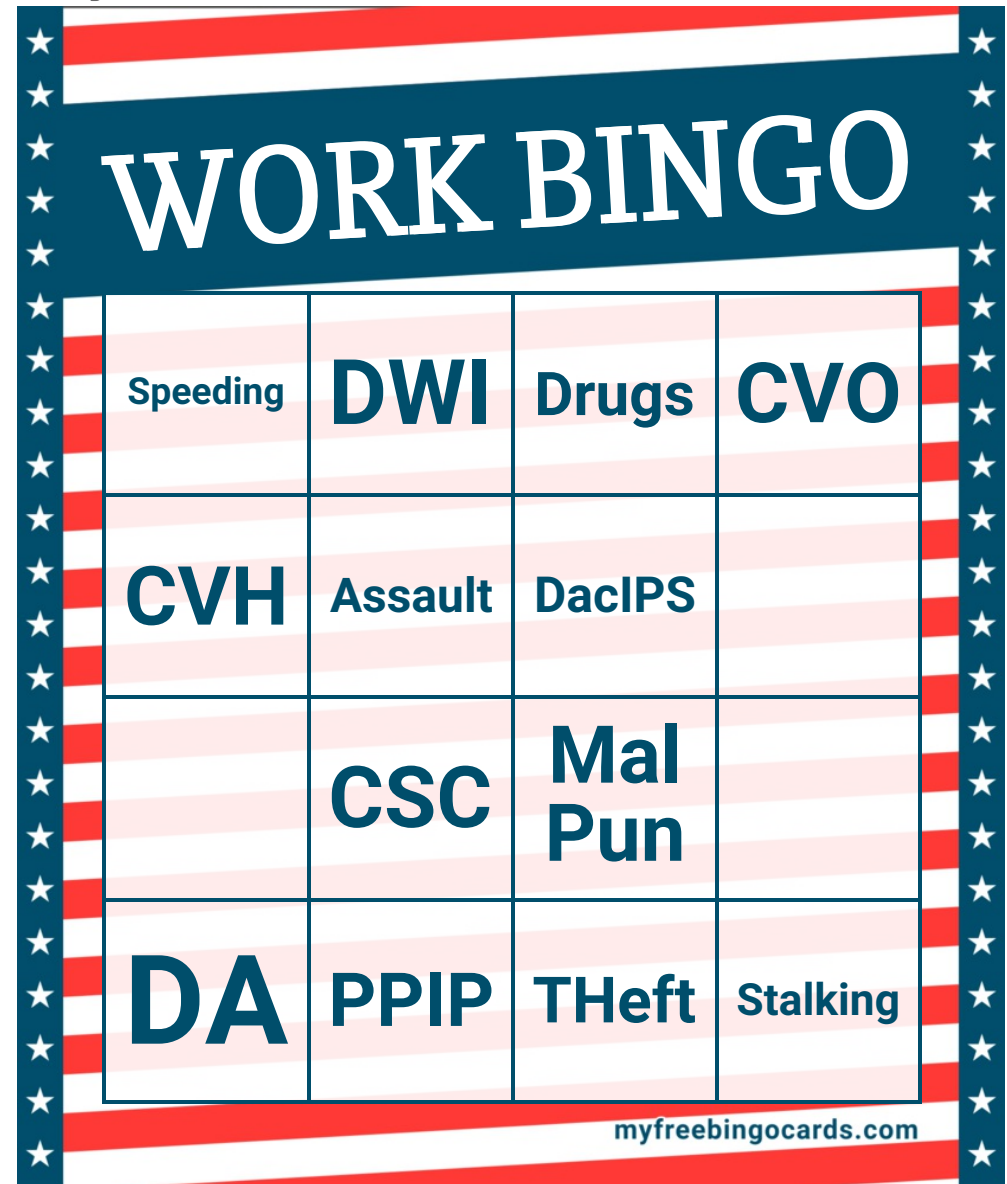 WORK BINGO
Speeding
DWI
Drugs
CVO
CVH
Assault
DacIPS
CSC
Mal
Pun
DA
PPIP
THeft
Stalking
myfreebingocards.com